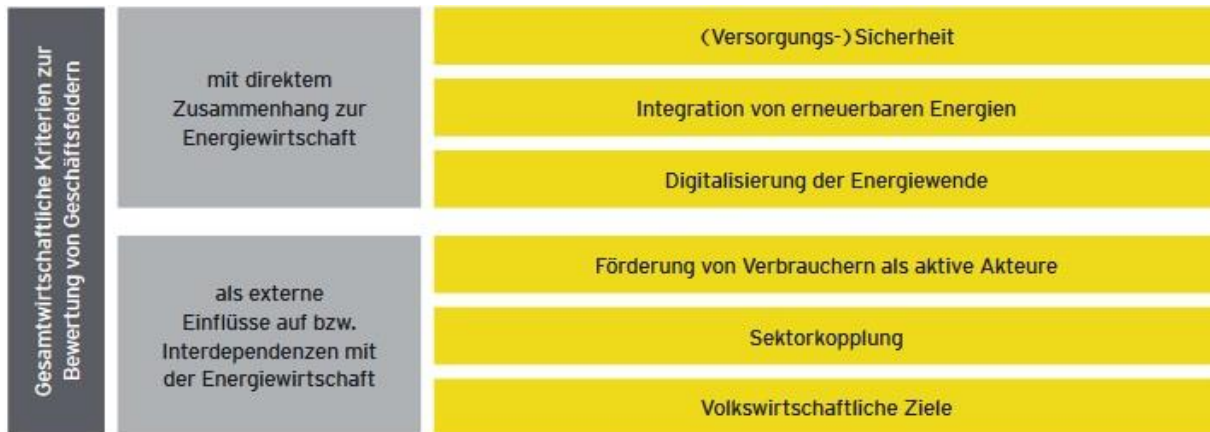 Gesamtwirtschaftliche Kriterien zur
Bewertung von Geschäftsfeldern
mit direktem
Zusammenhang zur
Energiewirtschaft
(Versorgungs-)Sicherheit
Integration von erneuerbaren Energien
Digitalisierung der Energiewende
als externe
Einflüsse auf bzw.
Interdependenzen mit
der Energiewirtschaft
Förderung von Verbrauchern als aktive Akteure
Sektorkopplung
Volkswirtschaftliche Ziele